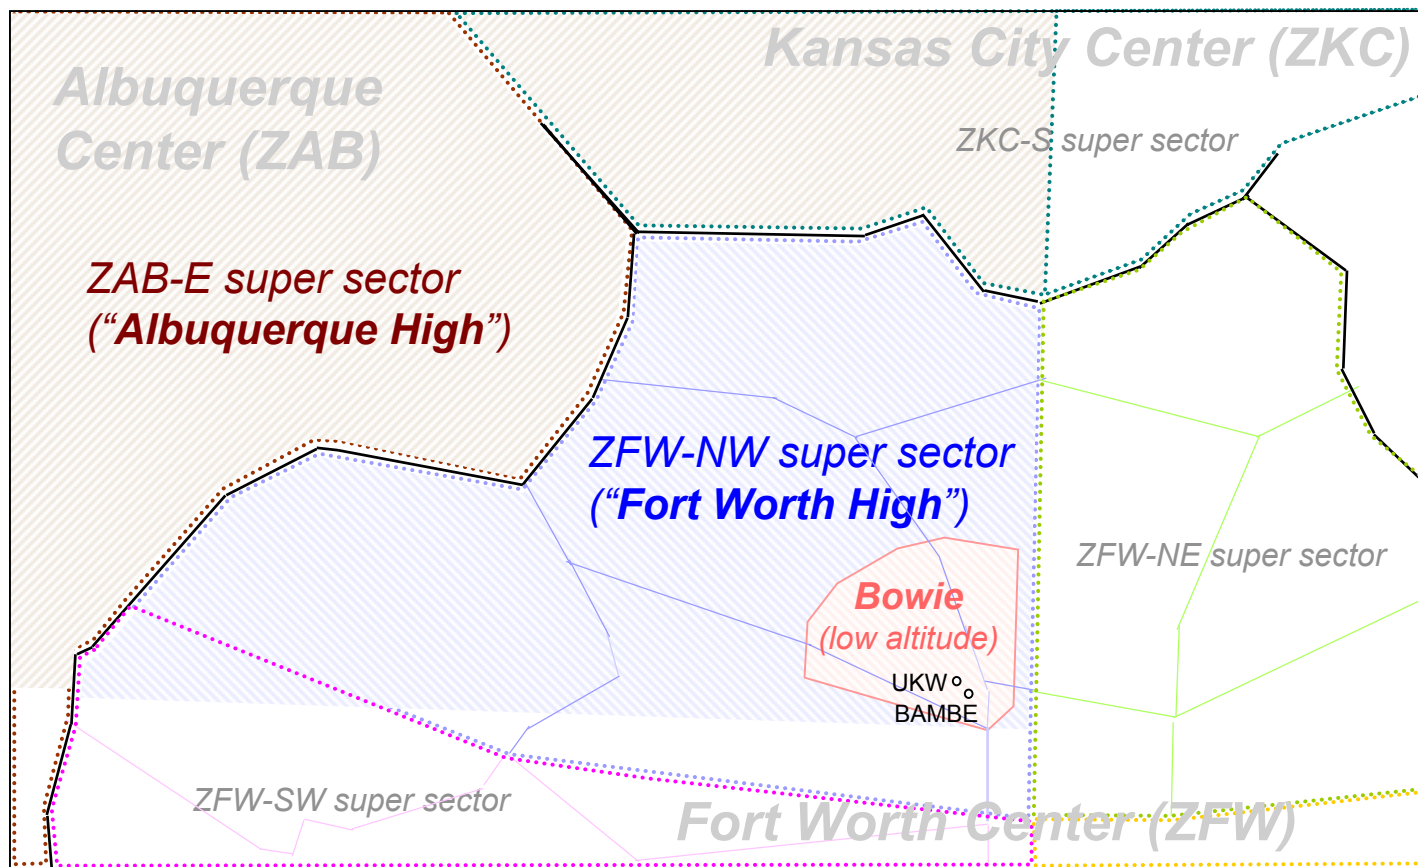 Kansas City Center (ZKC)
Albuquerque
Center (ZAB)
ZKC-S super sector
ZAB-E super sector
(“Albuquerque High”)
ZFW-NW super sector
(“Fort Worth High”)
ZFW-NE super sector
Bowie
(low altitude)
UKW
BAMBE
ZFW-SW super sector
Fort Worth Center (ZFW)